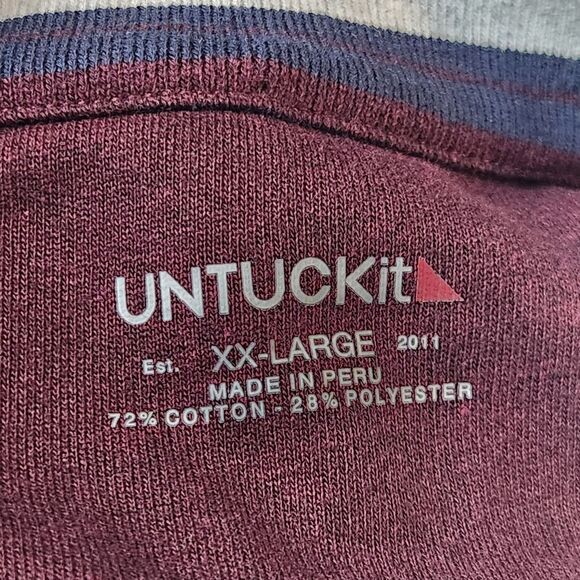 UNTUCKit
Est. XX-LARGE 2011
MADE IN PERU
72% COTTON - 28% POLYESTER